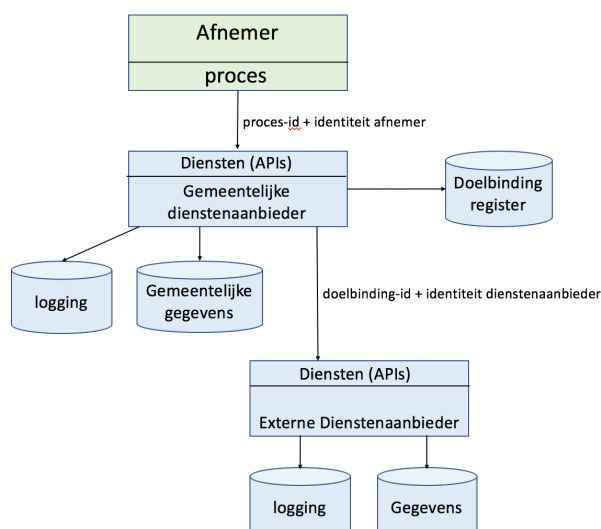 Afnemer
proces
proces-id + identiteit afnemer
Diensten (APIs)
Gemeentelijke
dienstenaanbieder
Doelbinding
register
logging
Gemeentelijke
gegevens
doelbinding-id + identiteit dienstenaanbieder
Diensten (APIs)
Externe Dienstenaanbieder
logging
Gegevens